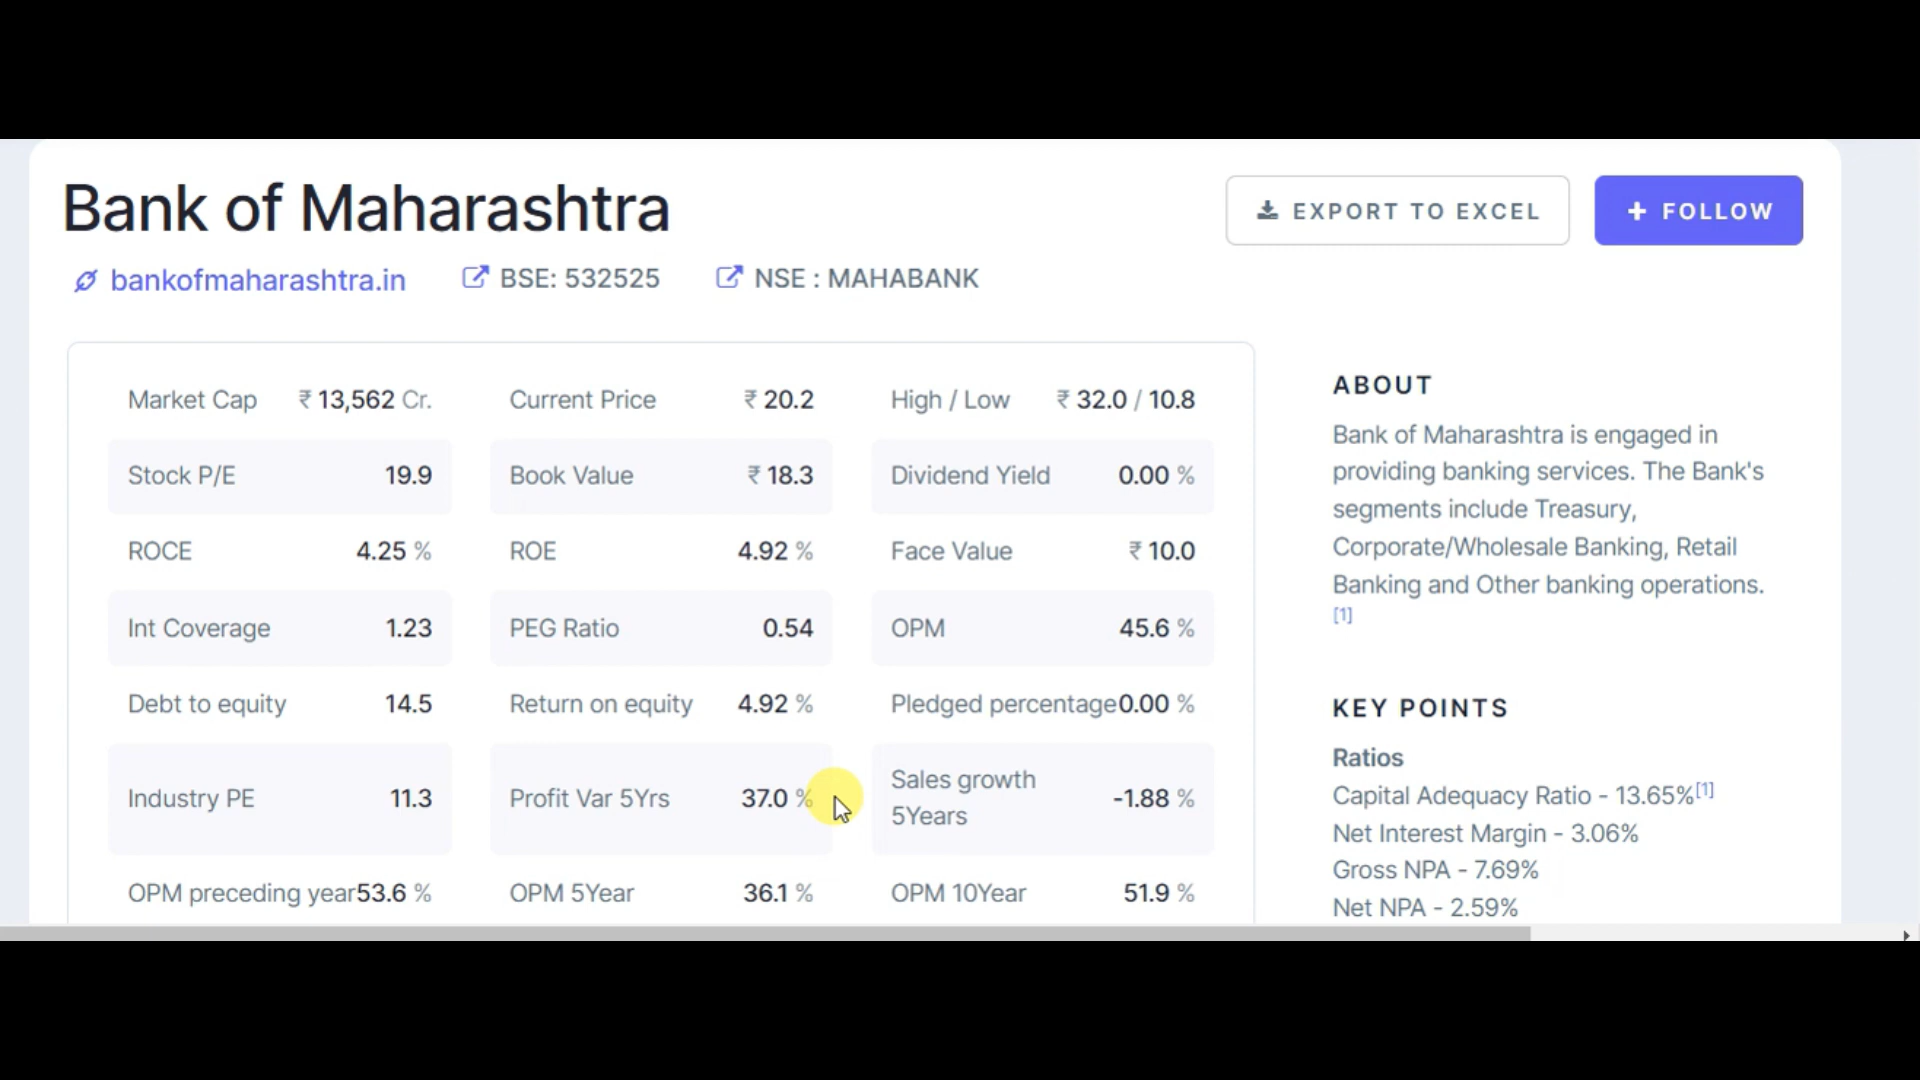 Bank of Maharashtra
EXPORT TO EXCEL
+ FOLLOW
bankofmaharashtra.in
BSE: 532525
NSE : MAHABANK
Market Cap ₹ 13,562 Cr.
Current Price ₹ 20.2
High / Low ₹ 32.0 / 10.8
Stock P/E 19.9
Book Value ₹ 18.3
Dividend Yield 0.00 %
ROCE 4.25 %
ROE 4.92 %
Face Value ₹ 10.0
Int Coverage 1.23
PEG Ratio 0.54
OPM 45.6 %
Debt to equity 14.5
Return on equity 4.92 %
Pledged percentage 0.00 %
Industry PE 11.3
Profit Var 5Yrs 37.0 %
Sales growth
5Years -1.88 %
OPM preceding year 53.6 %
OPM 5Year 36.1 %
OPM 10Year 51.9 %
ABOUT
Bank of Maharashtra is engaged in
providing banking services. The Bank's
segments include Treasury,
Corporate/Wholesale Banking, Retail
Banking and Other banking operations.
[1]
KEY POINTS
Ratios
Capital Adequacy Ratio - 13.65%[1]
Net Interest Margin - 3.06%
Gross NPA - 7.69%
Net NPA - 2.59%